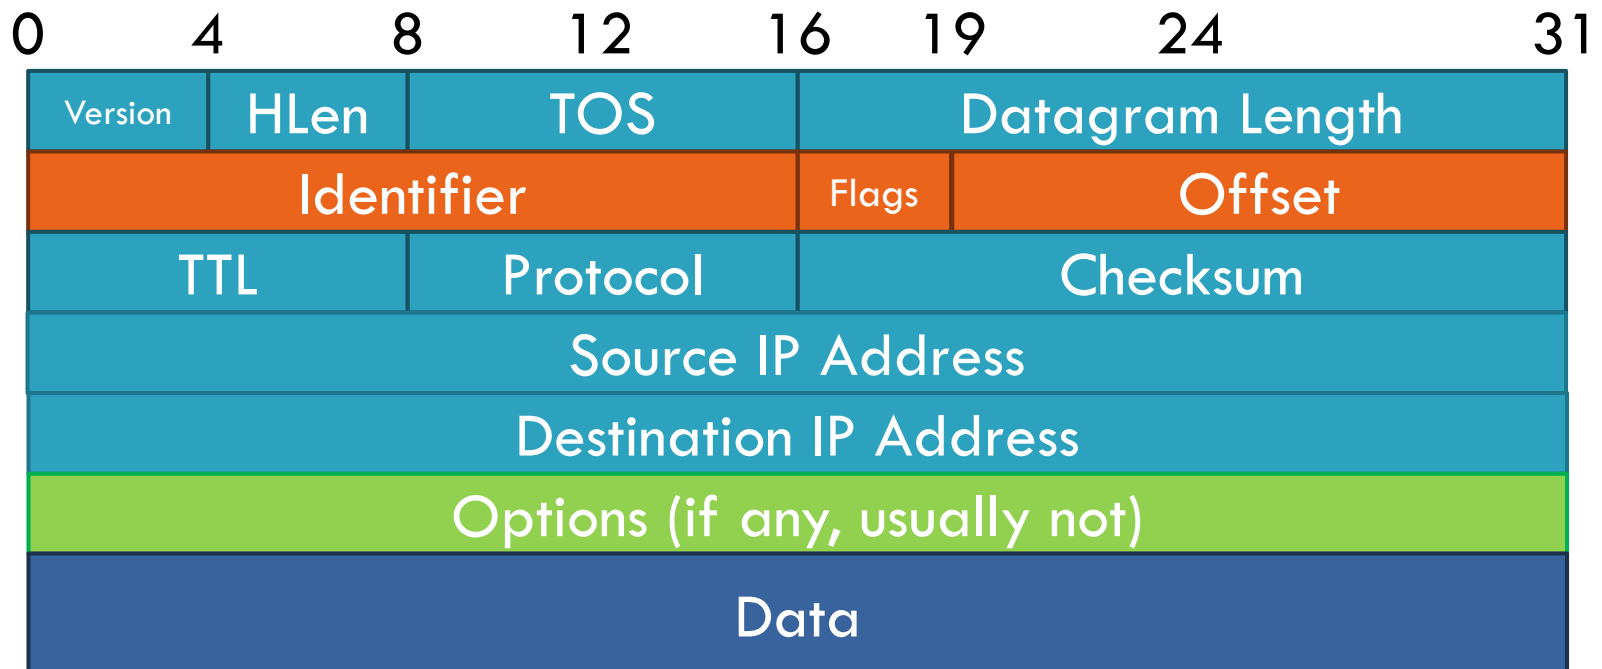 0 4 8 12 16 19 24 31
Version HLen TOS Datagram Length
Identifier Flags Offset
TTL Protocol Checksum
Source IP Address
Destination IP Address
Options (if any, usually not)
Data